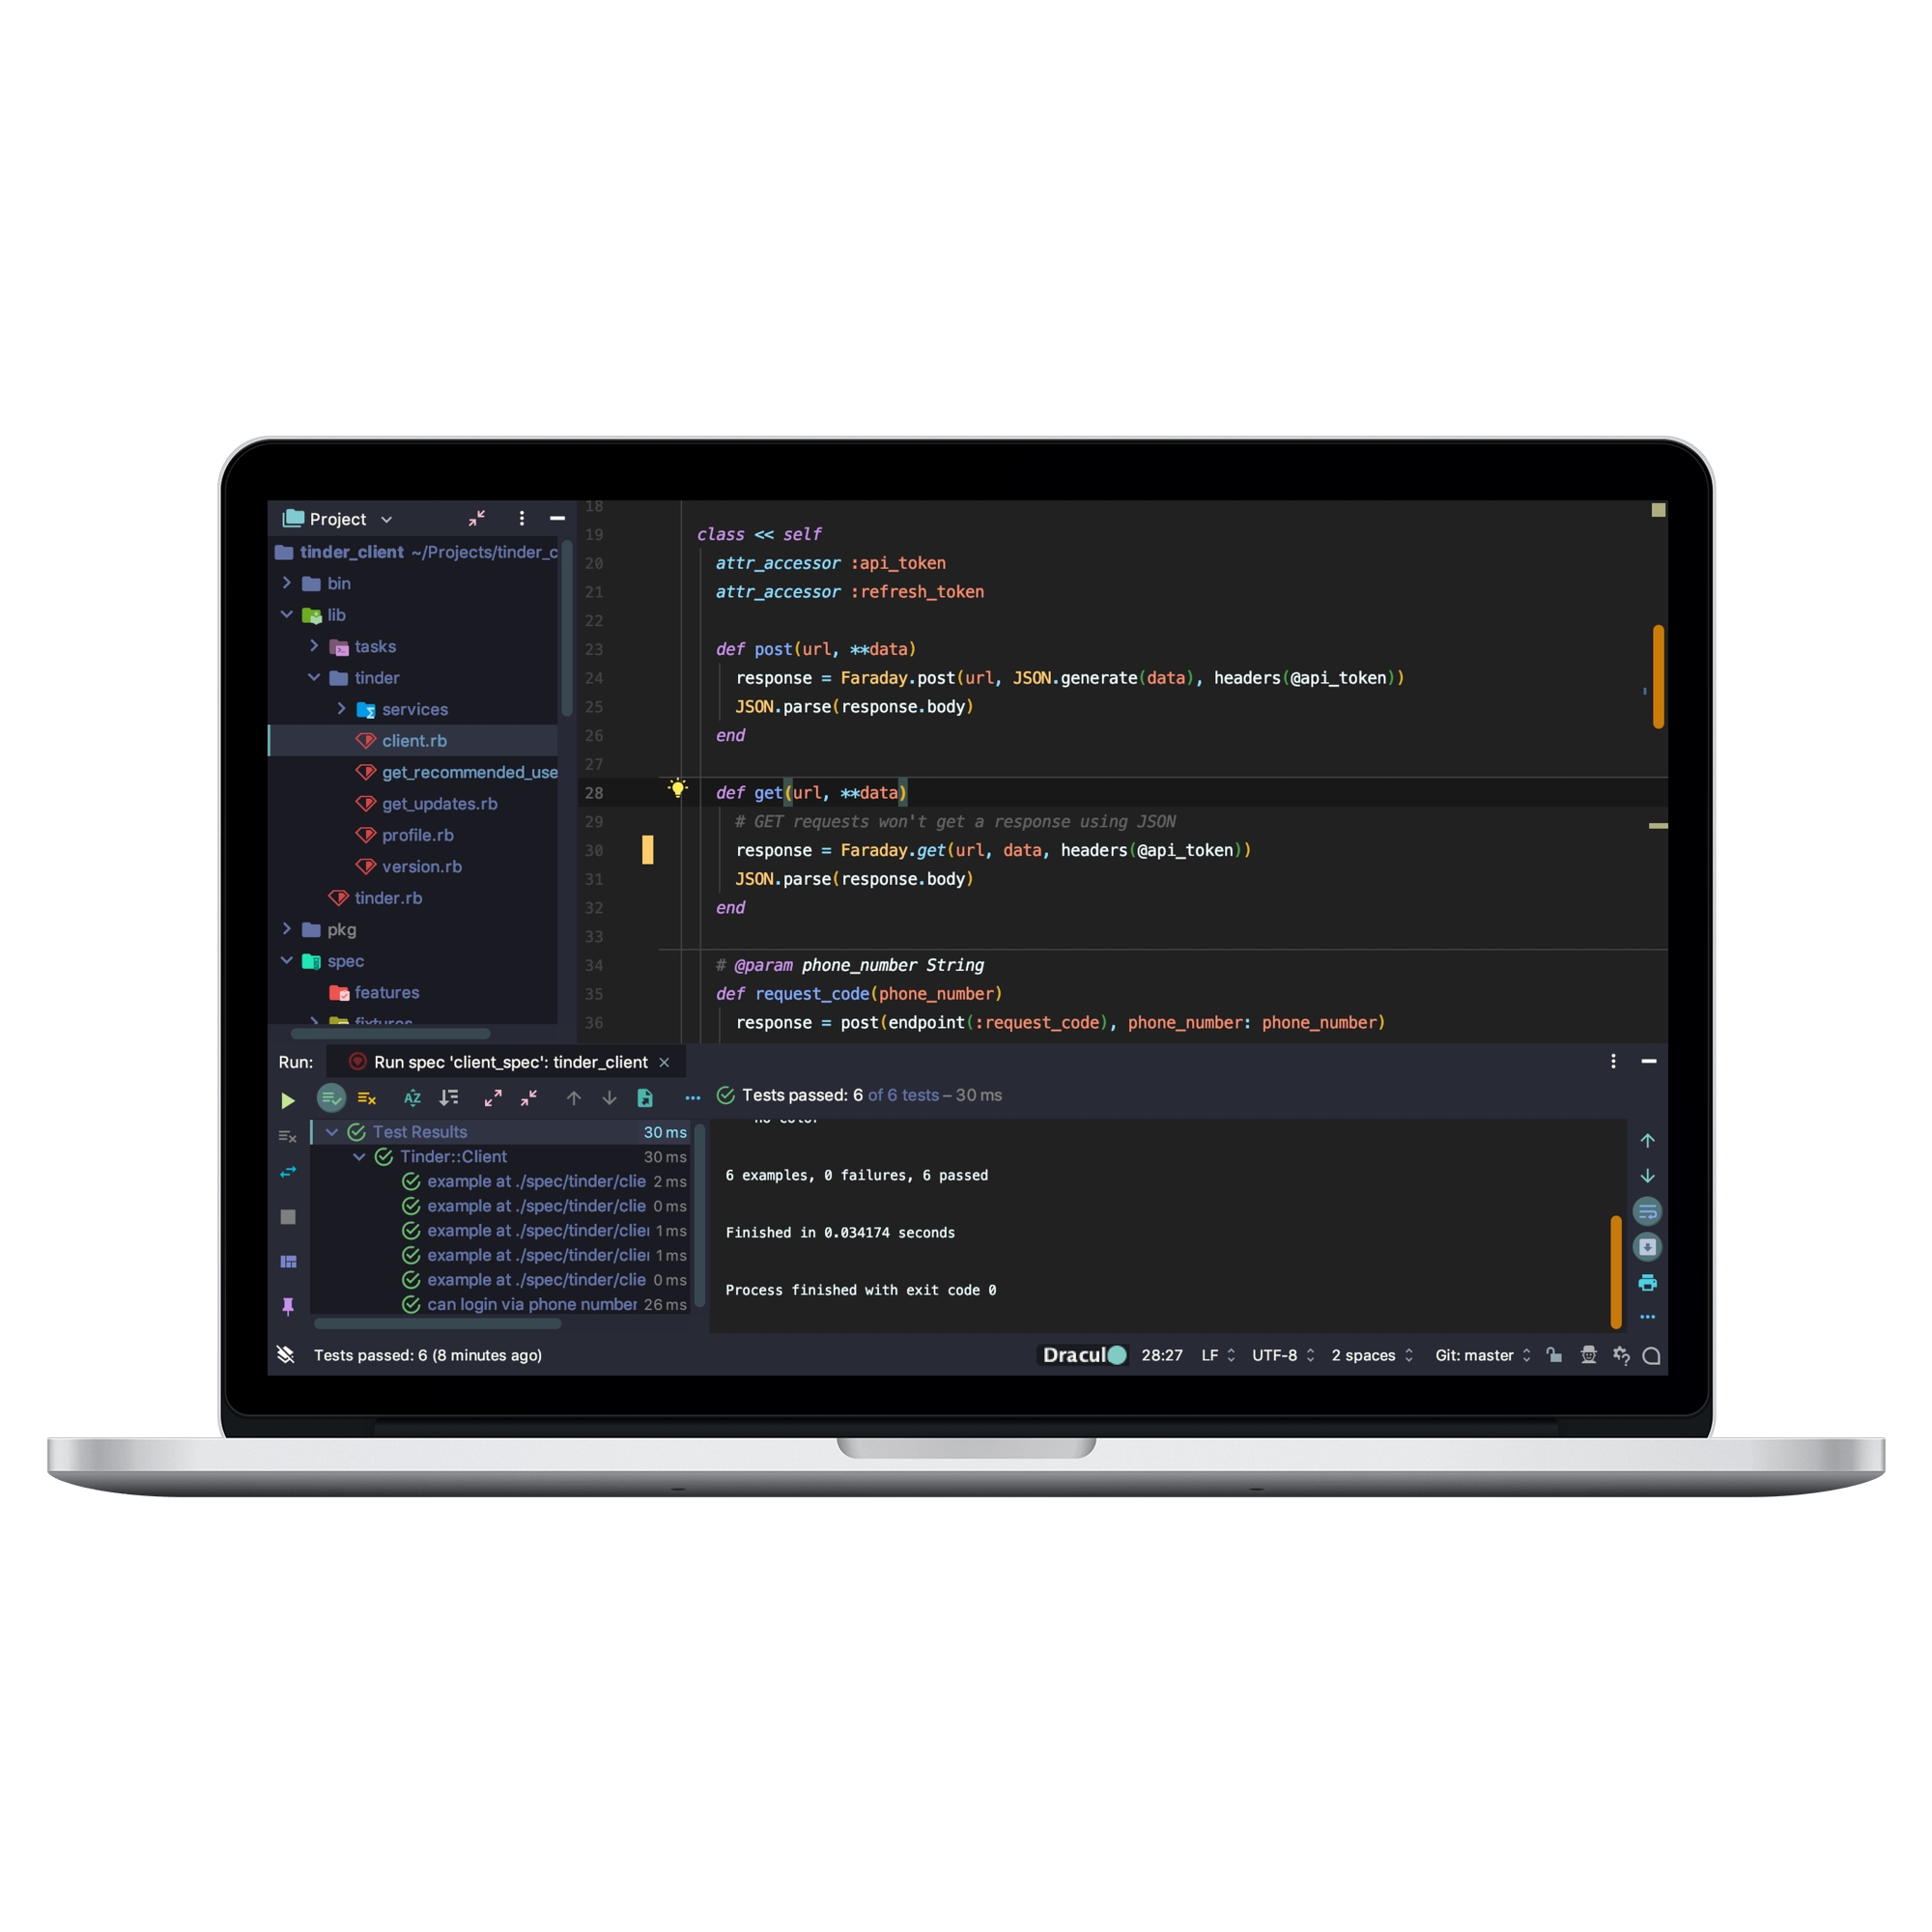 Project
tinder_client ~/Projects/tinder_c
bin
lib
tasks
tinder
services
client.rb
get_recommended_use
get_updates.rb
profile.rb
version.rb
tinder.rb
pkg
spec
features
fixtures
18
19 class << self
20 attr_accessor :api_token
21 attr_accessor :refresh_token
22
23 def post(url, **data)
24 response = Faraday.post(url, JSON.generate(data), headers(@api_token))
25 JSON.parse(response.body)
26 end
27
28 def get(url, **data)
29 # GET requests won't get a response using JSON
30 response = Faraday.get(url, data, headers(@api_token))
31 JSON.parse(response.body)
32 end
33
34 # @param phone_number String
35 def request_code(phone_number)
36 response = post(endpoint(:request_code), phone_number: phone_number)
Run: Run spec 'client_spec': tinder_client ×
Tests passed: 6 of 6 tests – 30 ms
Test Results 30 ms
Tinder::Client 30 ms
example at ./spec/tinder/clie 2 ms
example at ./spec/tinder/clie 0 ms
example at ./spec/tinder/clie 1 ms
example at ./spec/tinder/clie 1 ms
example at ./spec/tinder/clie 0 ms
can login via phone number 26 ms
no color
6 examples, 0 failures, 6 passed
Finished in 0.034174 seconds
Process finished with exit code 0
Tests passed: 6 (8 minutes ago)
Dracul 28:27 LF UTF-8 2 spaces Git: master